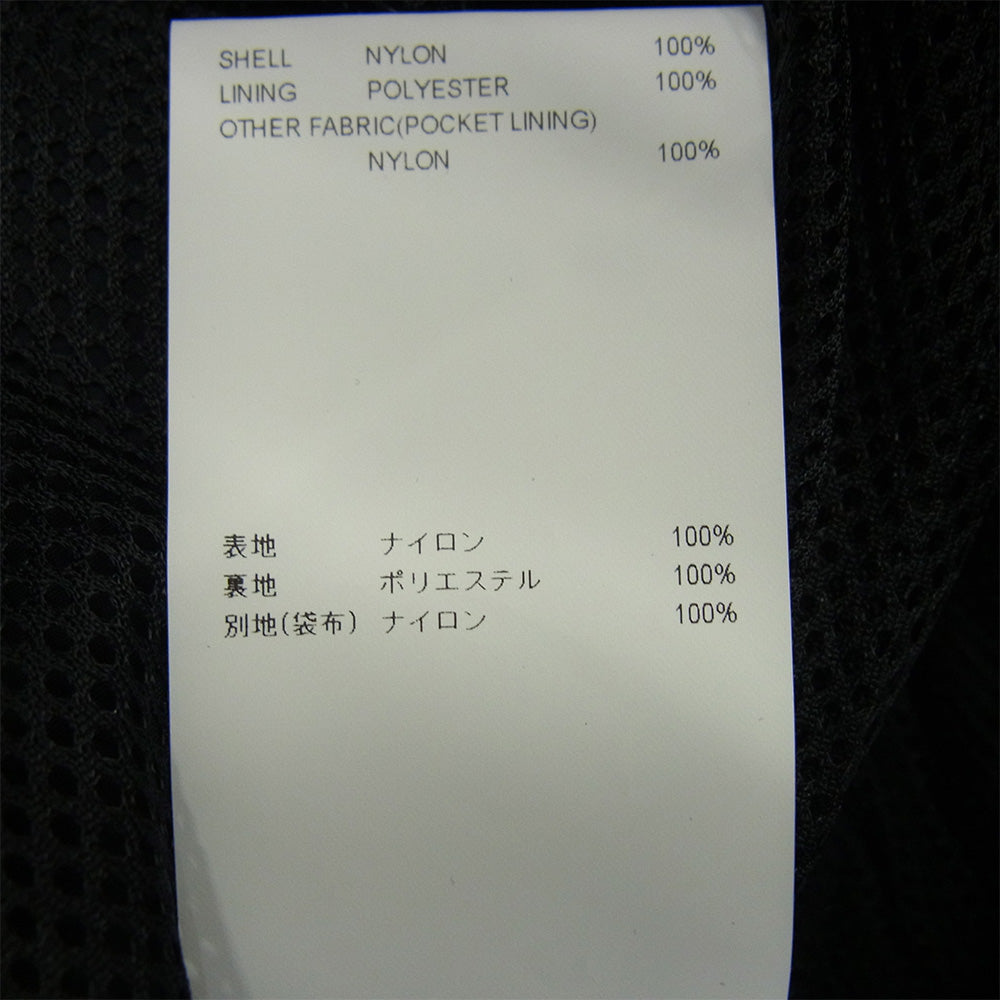 SHELL NYLON 100%
LINING POLYESTER 100%
OTHER FABRIC(POCKET LINING)
NYLON 100%
表地 ナイロン 100%
裏地 ポリエステル 100%
別地(袋布) ナイロン 100%